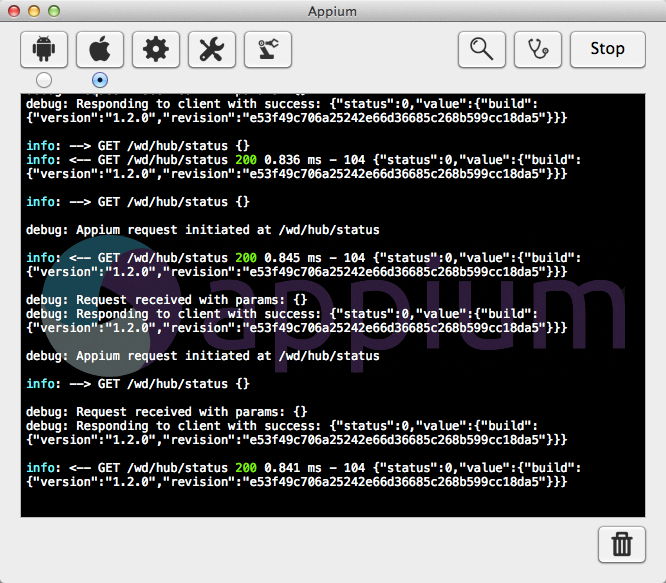 Appium
Stop
debug: Responding to client with success: {"status":0,"value":{"build":
{"version":"1.2.0","revision":"e53f49c706a25242e66d36685c268b599cc18da5"}}}
info: --> GET /wd/hub/status {}
info: <-- GET /wd/hub/status 200 0.836 ms - 104 {"status":0,"value":{"build":
{"version":"1.2.0","revision":"e53f49c706a25242e66d36685c268b599cc18da5"}}}
info: --> GET /wd/hub/status {}
debug: Appium request initiated at /wd/hub/status
info: <-- GET /wd/hub/status 200 0.845 ms - 104 {"status":0,"value":{"build":
{"version":"1.2.0","revision":"e53f49c706a25242e66d36685c268b599cc18da5"}}}
appium
debug: Request received with params: {}
debug: Responding to client with success: {"status":0,"value":{"build":
{"version":"1.2.0","revision":"e53f49c706a25242e66d36685c268b599cc18da5"}}}
debug: Appium request initiated at /wd/hub/status
info: --> GET /wd/hub/status {}
debug: Request received with params: {}
debug: Responding to client with success: {"status":0,"value":{"build":
{"version":"1.2.0","revision":"e53f49c706a25242e66d36685c268b599cc18da5"}}}
info: <-- GET /wd/hub/status 200 0.841 ms - 104 {"status":0,"value":{"build":
{"version":"1.2.0","revision":"e53f49c706a25242e66d36685c268b599cc18da5"}}}